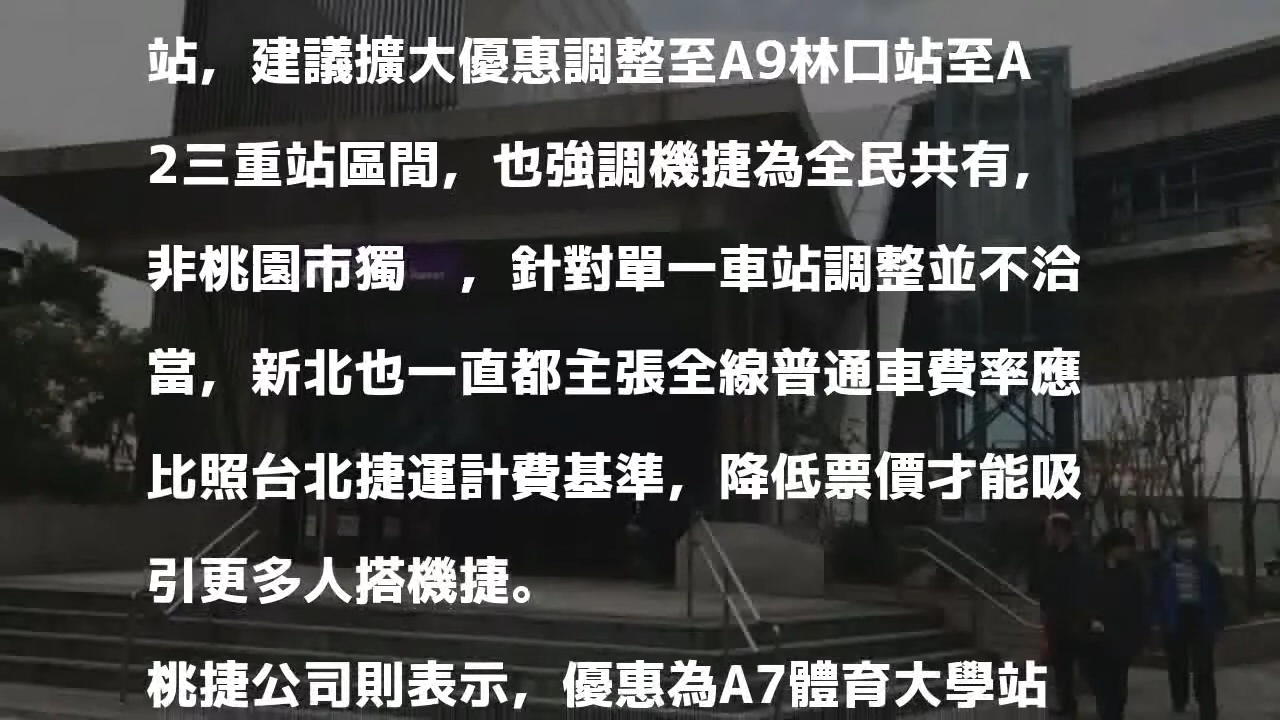 站，建議擴大優惠調整至A9林口站至A
2三重站區間，也強調機捷為全民共有，
非桃園市獨　，針對單一車站調整並不洽
當，新北也一直都主張全線普通車費率應
比照台北捷運計費基準，降低票價才能吸
引更多人搭機捷。
桃捷公司則表示，優惠為A7體育大學站